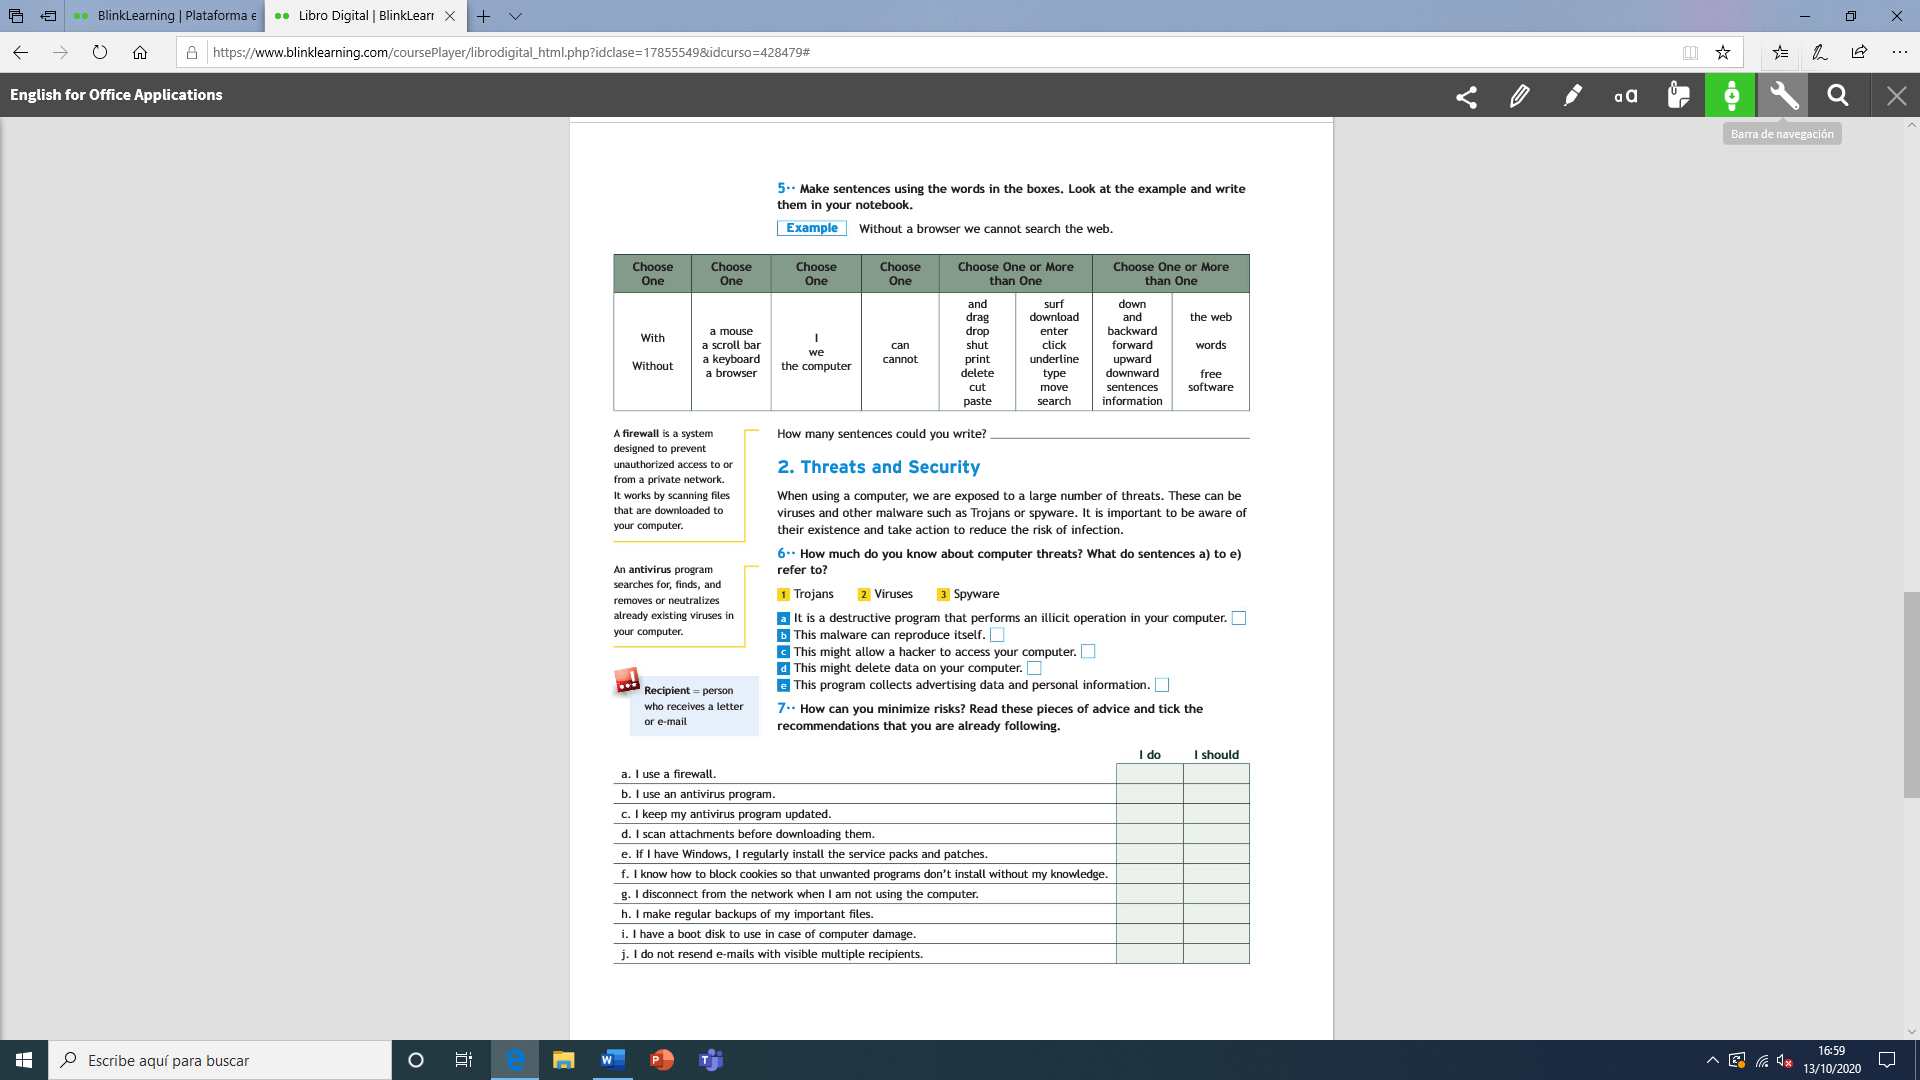 BlinkLearning | Plataforma e
Libro Digital | BlinkLearn
https://www.blinklearning.com/coursePlayer/librodigital_html.php?idclase=17855549&idcurso=428479#
English for Office Applications
Barra de navegación
5·· Make sentences using the words in the boxes. Look at the example and write
them in your notebook.
Example Without a browser we cannot search the web.
Choose One
Choose One
Choose One
Choose One
Choose One or More than One
Choose One or More than One
With
Without
a mouse
a scroll bar
a keyboard
a browser
I
we
the computer
can
cannot
and
drag
drop
shut
print
delete
cut
paste
surf
download
enter
click
underline
type
move
search
down
and
backward
forward
upward
downward
sentences
information
the web
words
free
software
How many sentences could you write?
A firewall is a system
designed to prevent
unauthorized access to or
from a private network.
It works by scanning files
that are downloaded to
your computer.
2. Threats and Security
When using a computer, we are exposed to a large number of threats. These can be
viruses and other malware such as Trojans or spyware. It is important to be aware of
their existence and take action to reduce the risk of infection.
An antivirus program
searches for, finds, and
removes or neutralizes
already existing viruses in
your computer.
6·· How much do you know about computer threats? What do sentences a) to e)
refer to?
1 Trojans 2 Viruses 3 Spyware
a It is a destructive program that performs an illicit operation in your computer.
b This malware can reproduce itself.
c This might allow a hacker to access your computer.
d This might delete data on your computer.
e This program collects advertising data and personal information.
Recipient = person
who receives a letter
or e-mail
7·· How can you minimize risks? Read these pieces of advice and tick the
recommendations that you are already following.
I do I should
a. I use a firewall.
b. I use an antivirus program.
c. I keep my antivirus program updated.
d. I scan attachments before downloading them.
e. If I have Windows, I regularly install the service packs and patches.
f. I know how to block cookies so that unwanted programs don't install without my knowledge.
g. I disconnect from the network when I am not using the computer.
h. I make regular backups of my important files.
i. I have a boot disk to use in case of computer damage.
j. I do not resend e-mails with visible multiple recipients.
Escribe aquí para buscar
16:59
13/10/2020